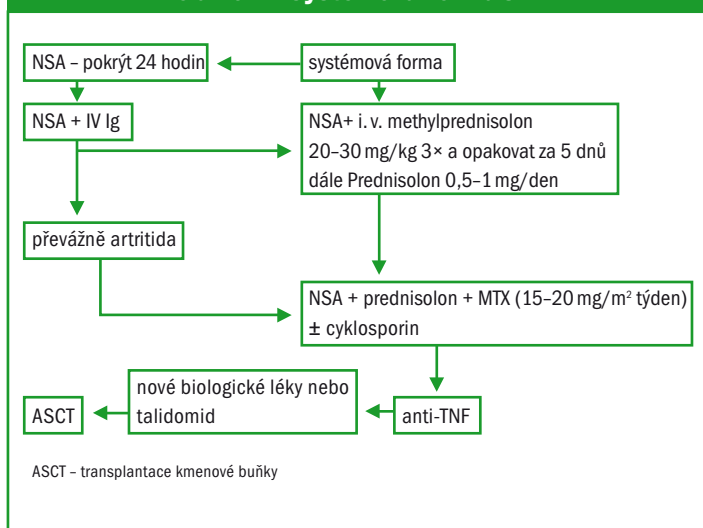 NSA – pokrýt 24 hodin
systémová forma
NSA + IV Ig
NSA+ i. v. methylprednisolon
20–30 mg/kg 3× a opakovat za 5 dnů
dále Prednisolon 0,5–1 mg/den
převážně artritida
NSA + prednisolon + MTX (15–20 mg/m² týden)
± cyklosporin
nové biologické léky nebo
talidomid
ASCT
anti-TNF
ASCT – transplantace kmenové buňky